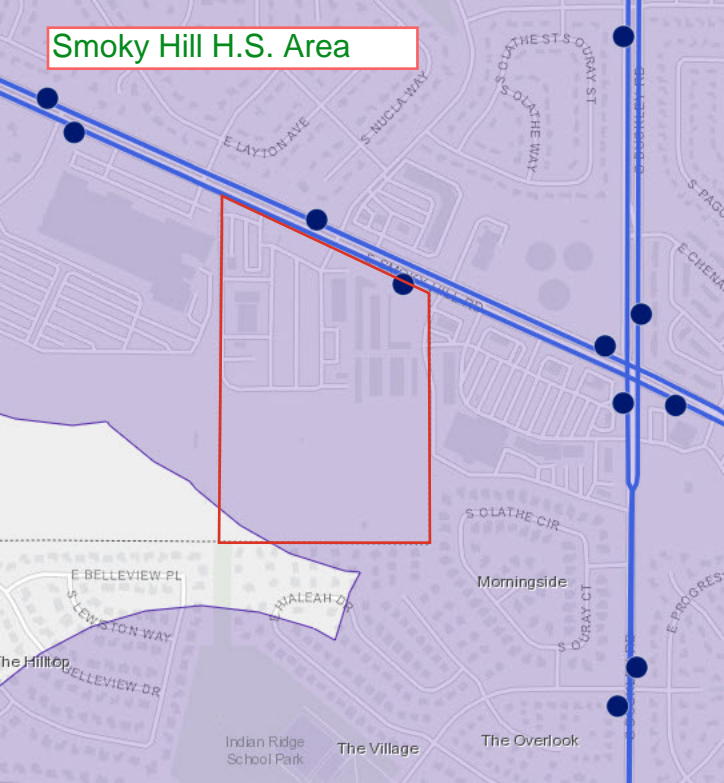 Smoky Hill H.S. Area
S OLATHE ST
S OURAY ST
S BUCKLEY RD
S NUCLA WAY
E LAYTON AVE
S OLATHE WAY
E SMOKY HILL RD
S OLATHE CIR
E BELLEVIEW PL
Morningside
S LEWISTON WAY
E HIALEAH DR
S OURAY CT
The Hilltop
BELLEVIEW DR
Indian Ridge
School Park
The Village
The Overlook